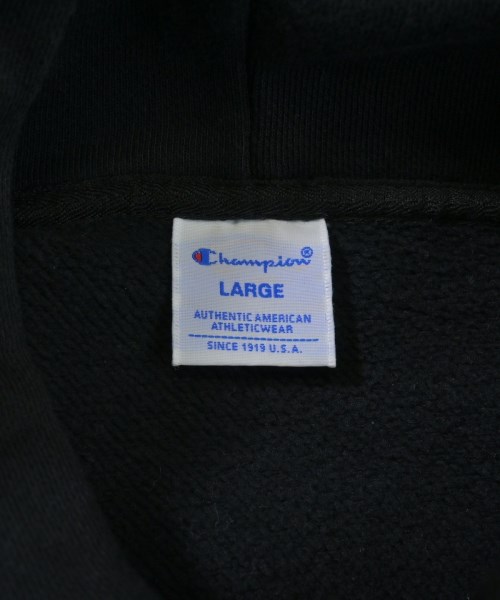 Champion®
LARGE
AUTHENTIC AMERICAN
ATHLETICWEAR
SINCE 1919 U.S.A.